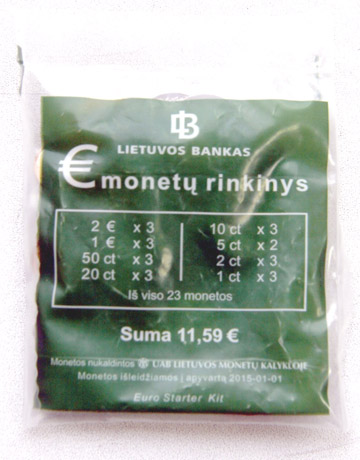 LB
LIETUVOS BANKAS
€ monetų rinkinys
2 € x 3 10 ct x 3
1 € x 3 5 ct x 2
50 ct x 3 2 ct x 3
20 ct x 3 1 ct x 3
Iš viso 23 monetos
Suma 11,59 €
Monetos nukaldintos UAB LIETUVOS MONETŲ KALYKLOJE
Monetos išleidžiamos į apyvartą 2015-01-01
Euro Starter Kit